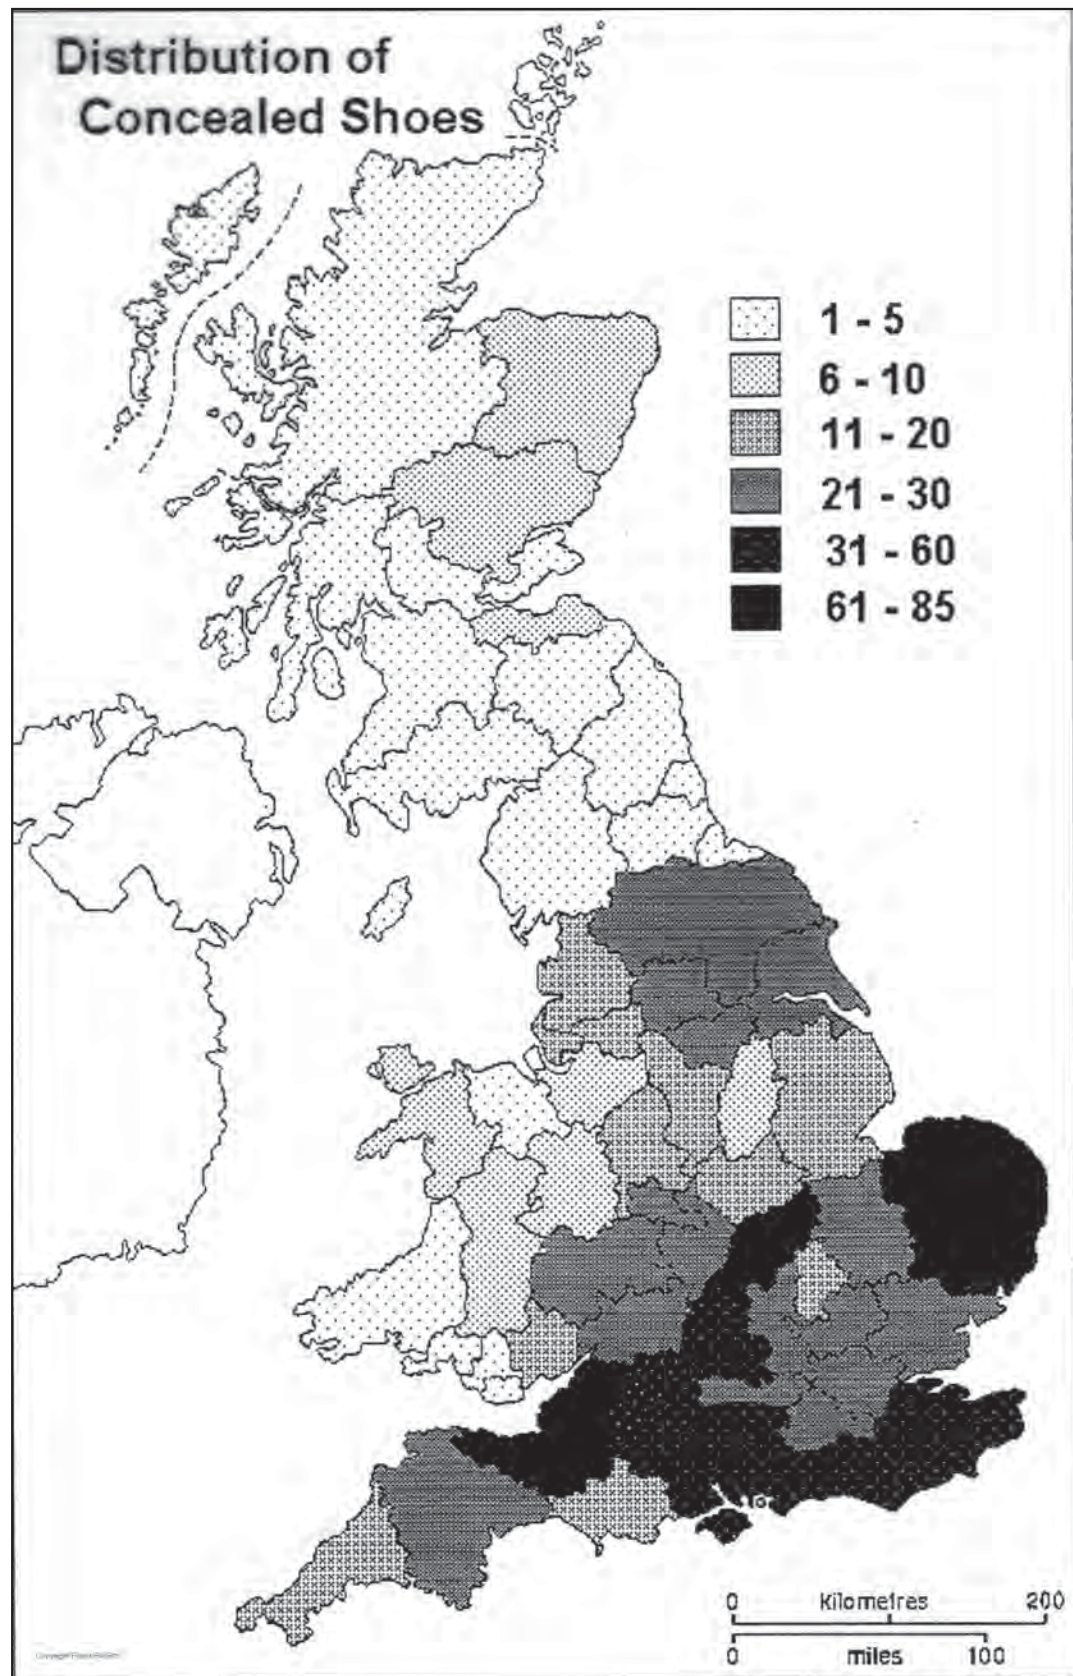 Distribution of
Concealed Shoes
1 - 5
6 - 10
11 - 20
21 - 30
31 - 60
61 - 85
0 Kilometres 200
0 miles 100